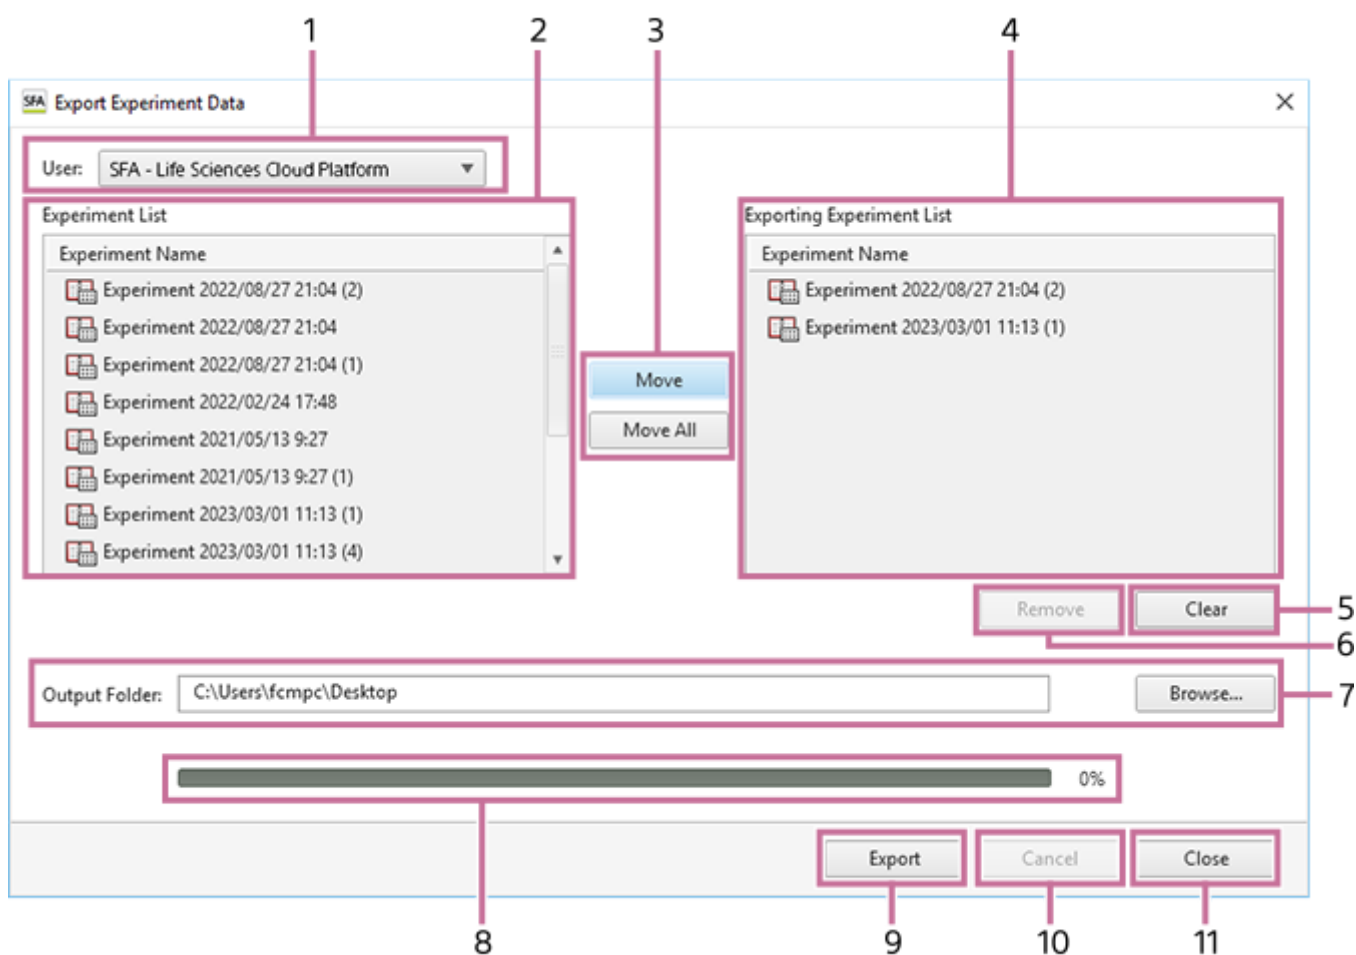 1 2 3 4
SFA Export Experiment Data
User: SFA - Life Sciences Cloud Platform
Experiment List
Experiment Name
Experiment 2022/08/27 21:04 (2)
Experiment 2022/08/27 21:04
Experiment 2022/08/27 21:04 (1)
Experiment 2022/02/24 17:48
Experiment 2021/05/13 9:27
Experiment 2021/05/13 9:27 (1)
Experiment 2023/03/01 11:13 (1)
Experiment 2023/03/01 11:13 (4)
Move
Move All
Exporting Experiment List
Experiment Name
Experiment 2022/08/27 21:04 (2)
Experiment 2023/03/01 11:13 (1)
Remove Clear 5
6
Output Folder: C:\Users\fcmpc\Desktop Browse... 7
0%
Export Cancel Close
8 9 10 11